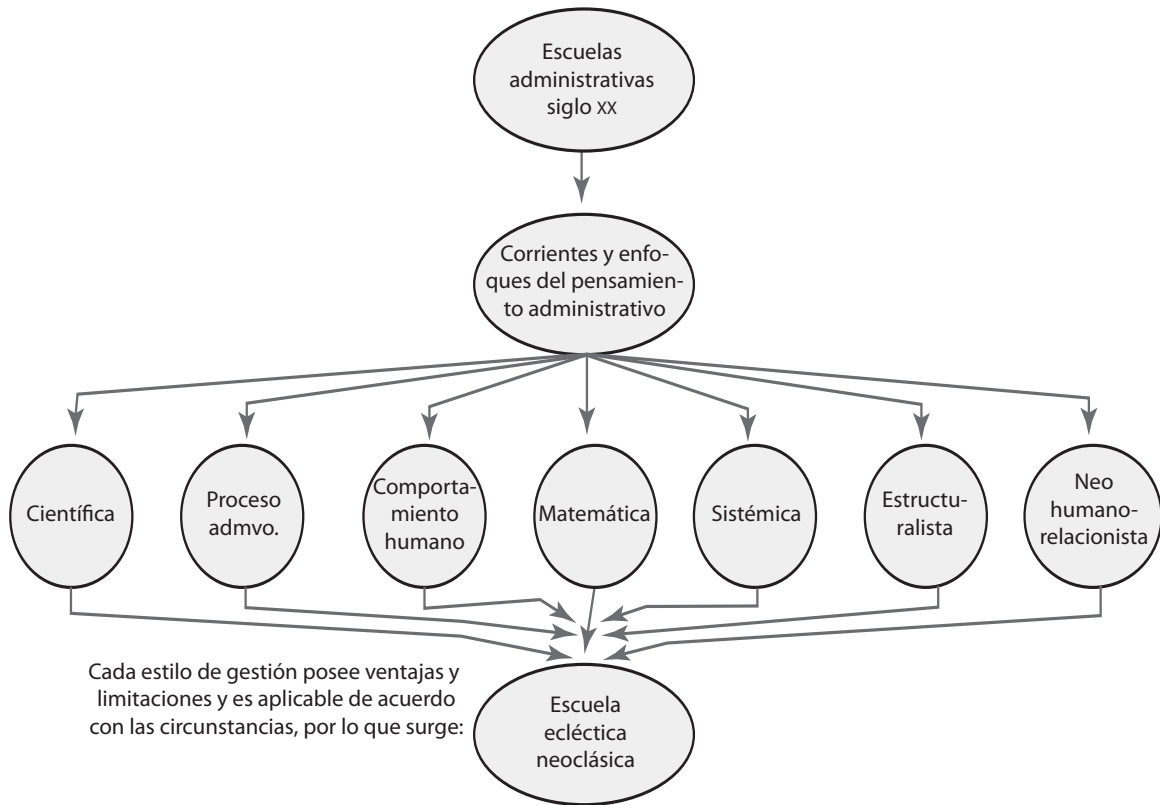 Escuelas
administrativas
siglo XX
Corrientes y enfo-
ques del pensamien-
to administrativo
Científica
Proceso
admvo.
Comporta-
miento
humano
Matemática
Sistémica
Estructu-
ralista
Neo
humano-
relacionista
Cada estilo de gestión posee ventajas y
limitaciones y es aplicable de acuerdo
con las circunstancias, por lo que surge:
Escuela
ecléctica
neoclásica